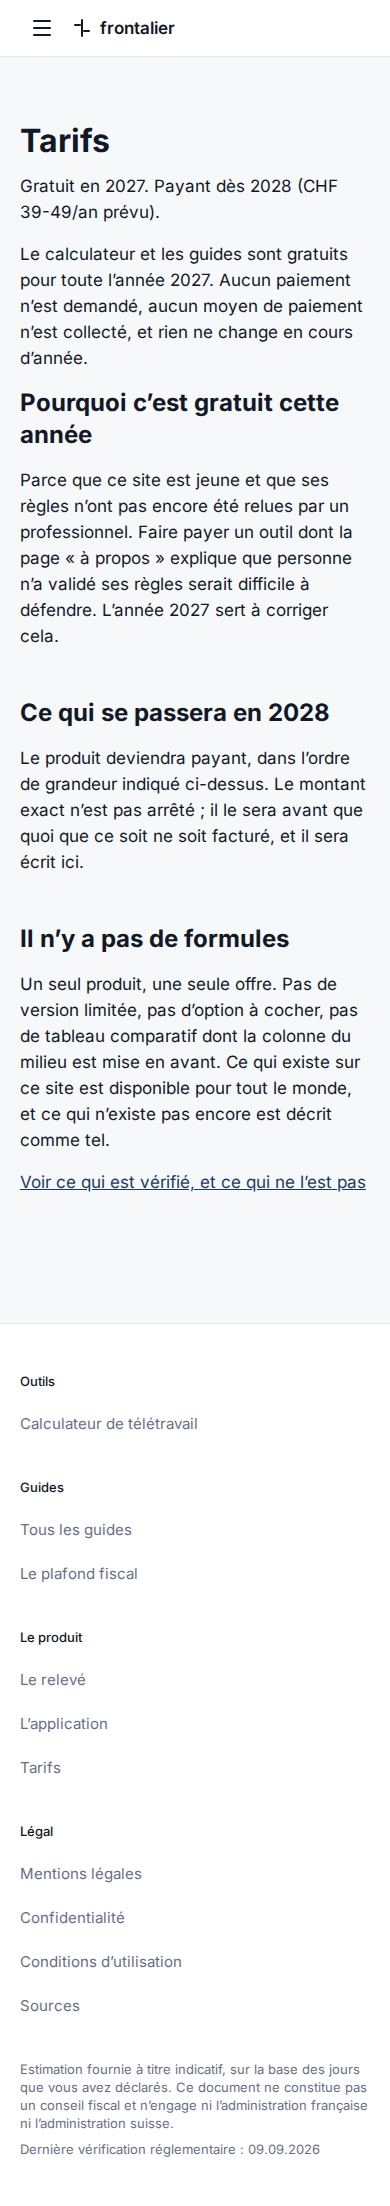 frontalier
Tarifs
Gratuit en 2027. Payant dès 2028 (CHF
39-49/an prévu).
Le calculateur et les guides sont gratuits
pour toute l’année 2027. Aucun paiement
n’est demandé, aucun moyen de paiement
n’est collecté, et rien ne change en cours
d’année.
Pourquoi c’est gratuit cette
année
Parce que ce site est jeune et que ses
règles n’ont pas encore été relues par un
professionnel. Faire payer un outil dont la
page « à propos » explique que personne
n’a validé ses règles serait difficile à
défendre. L’année 2027 sert à corriger
cela.
Ce qui se passera en 2028
Le produit deviendra payant, dans l’ordre
de grandeur indiqué ci-dessus. Le montant
exact n’est pas arrêté ; il le sera avant que
quoi que ce soit ne soit facturé, et il sera
écrit ici.
Il n’y a pas de formules
Un seul produit, une seule offre. Pas de
version limitée, pas d’option à cocher, pas
de tableau comparatif dont la colonne du
milieu est mise en avant. Ce qui existe sur
ce site est disponible pour tout le monde,
et ce qui n’existe pas encore est décrit
comme tel.
Voir ce qui est vérifié, et ce qui ne l’est pas
Outils
Calculateur de télétravail
Guides
Tous les guides
Le plafond fiscal
Le produit
Le relevé
L’application
Tarifs
Légal
Mentions légales
Confidentialité
Conditions d’utilisation
Sources
Estimation fournie à titre indicatif, sur la base des jours
que vous avez déclarés. Ce document ne constitue pas
un conseil fiscal et n’engage ni l’administration française
ni l’administration suisse.
Dernière vérification réglementaire : 09.09.2026